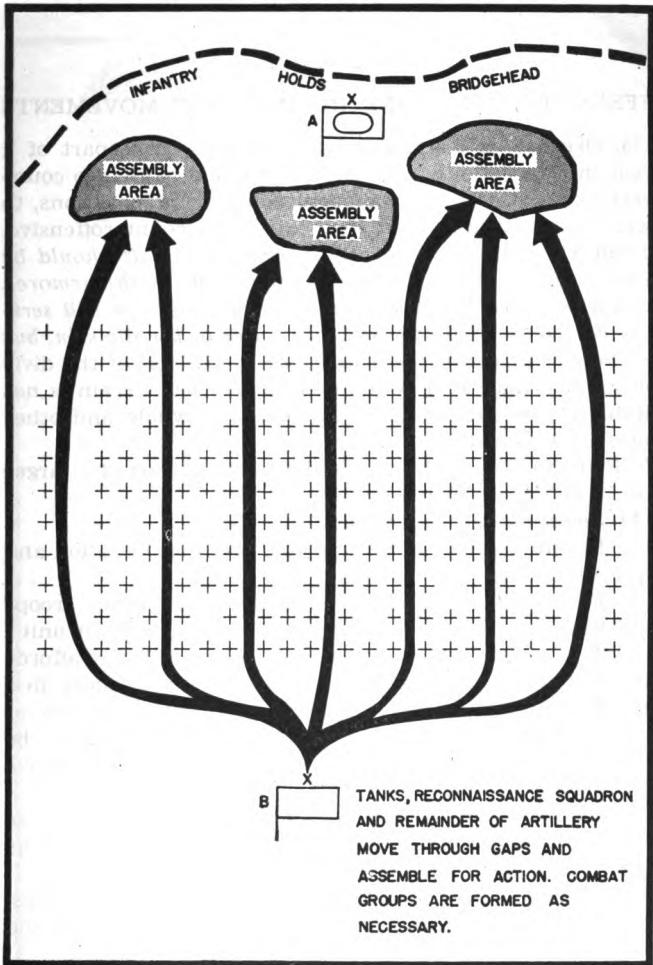 INFANTRY HOLDS BRIDGEHEAD
X
A
ASSEMBLY
AREA
ASSEMBLY
AREA
ASSEMBLY
AREA
X
B
TANKS, RECONNAISSANCE SQUADRON
AND REMAINDER OF ARTILLERY
MOVE THROUGH GAPS AND
ASSEMBLE FOR ACTION. COMBAT
GROUPS ARE FORMED AS
NECESSARY.